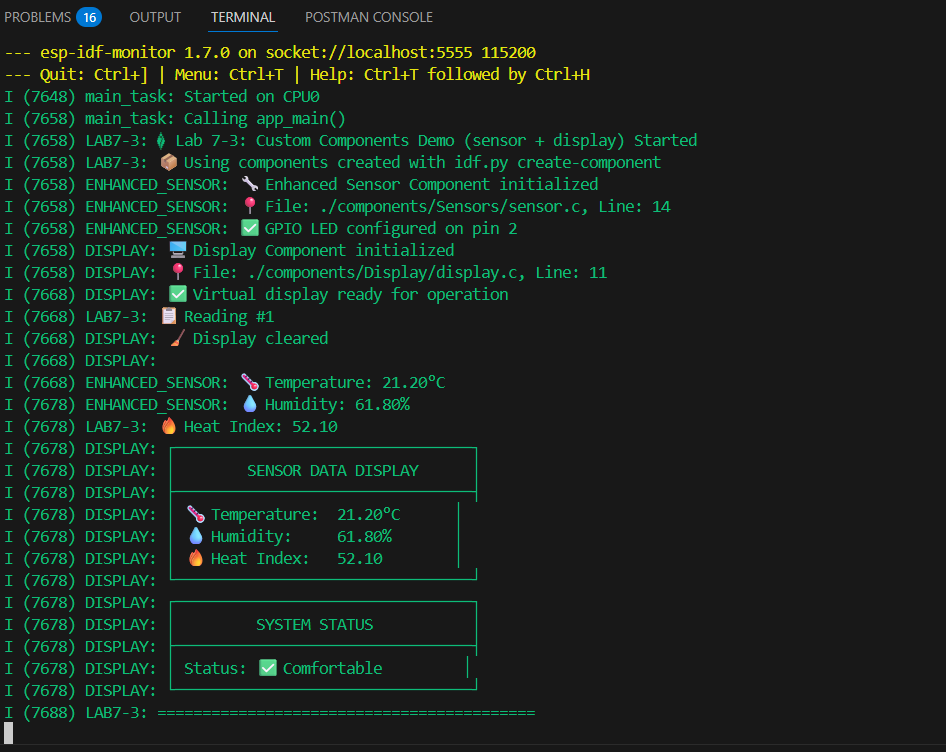 PROBLEMS 16 OUTPUT TERMINAL POSTMAN CONSOLE
--- esp-idf-monitor 1.7.0 on socket://localhost:5555 115200
--- Quit: Ctrl+] | Menu: Ctrl+T | Help: Ctrl+T followed by Ctrl+H
I (7648) main_task: Started on CPU0
I (7658) main_task: Calling app_main()
I (7658) LAB7-3: Lab 7-3: Custom Components Demo (sensor + display) Started
I (7658) LAB7-3: 📦 Using components created with idf.py create-component
I (7658) ENHANCED_SENSOR: 🔧 Enhanced Sensor Component initialized
I (7658) ENHANCED_SENSOR: 📍 File: ./components/Sensors/sensor.c, Line: 14
I (7658) ENHANCED_SENSOR: ✅ GPIO LED configured on pin 2
I (7658) DISPLAY: 🖥️ Display Component initialized
I (7658) DISPLAY: 📍 File: ./components/Display/display.c, Line: 11
I (7668) DISPLAY: ✅ Virtual display ready for operation
I (7668) LAB7-3: 📋 Reading #1
I (7668) DISPLAY: 🧹 Display cleared
I (7668) DISPLAY:
I (7668) ENHANCED_SENSOR: 🌡️ Temperature: 21.20°C
I (7678) ENHANCED_SENSOR: 💧 Humidity: 61.80%
I (7678) LAB7-3: 🔥 Heat Index: 52.10
I (7678) DISPLAY:
I (7678) DISPLAY: SENSOR DATA DISPLAY
I (7678) DISPLAY:
I (7678) DISPLAY: 🌡️ Temperature: 21.20°C
I (7678) DISPLAY: 💧 Humidity: 61.80%
I (7678) DISPLAY: 🔥 Heat Index: 52.10
I (7678) DISPLAY:
I (7678) DISPLAY:
I (7678) DISPLAY: SYSTEM STATUS
I (7678) DISPLAY:
I (7678) DISPLAY: Status: ✅ Comfortable
I (7678) DISPLAY:
I (7688) LAB7-3: ==========================================